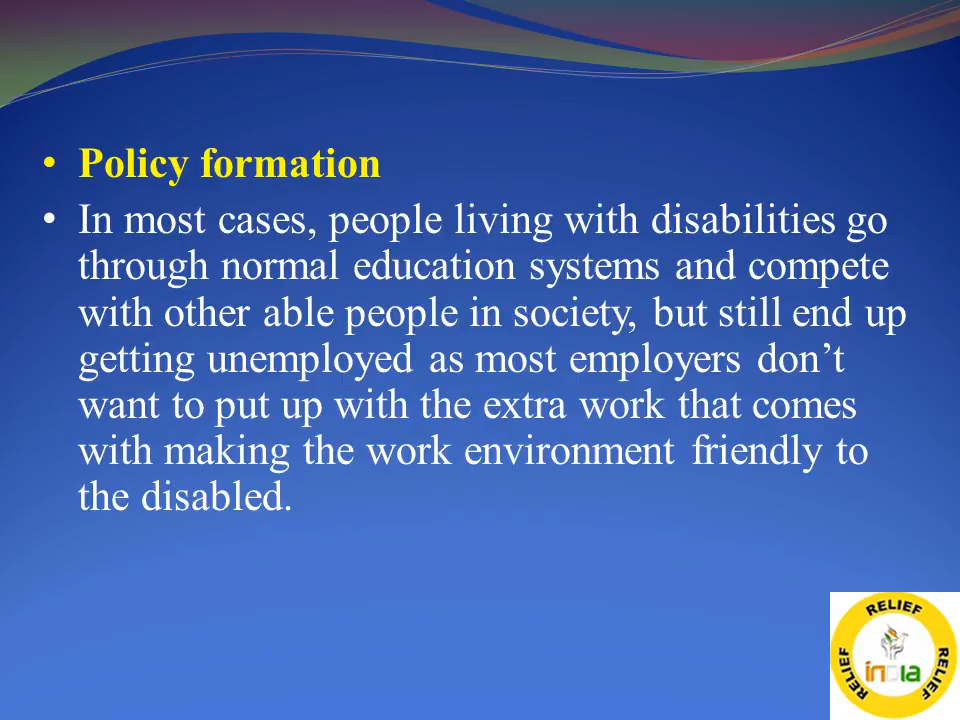 • Policy formation
• In most cases, people living with disabilities go
through normal education systems and compete
with other able people in society, but still end up
getting unemployed as most employers don’t
want to put up with the extra work that comes
with making the work environment friendly to
the disabled.
RELIEF
RELIEF
RELIEF
inDia